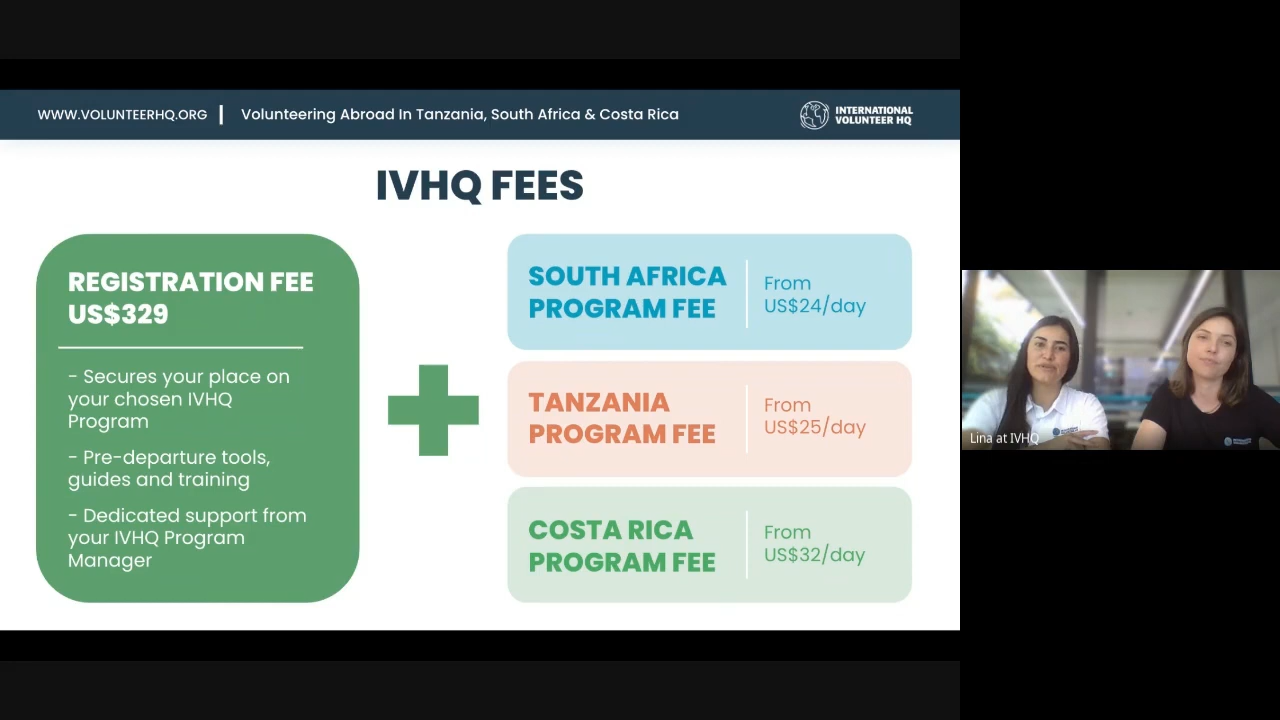 WWW.VOLUNTEERHQ.ORG | Volunteering Abroad In Tanzania, South Africa & Costa Rica
INTERNATIONAL
VOLUNTEER HQ
IVHQ FEES
REGISTRATION FEE
US$329
- Secures your place on
your chosen IVHQ
Program
- Pre-departure tools,
guides and training
- Dedicated support from
your IVHQ Program
Manager
SOUTH AFRICA
PROGRAM FEE
From
US$24/day
TANZANIA
PROGRAM FEE
From
US$25/day
COSTA RICA
PROGRAM FEE
From
US$32/day
Lina at IVHQ